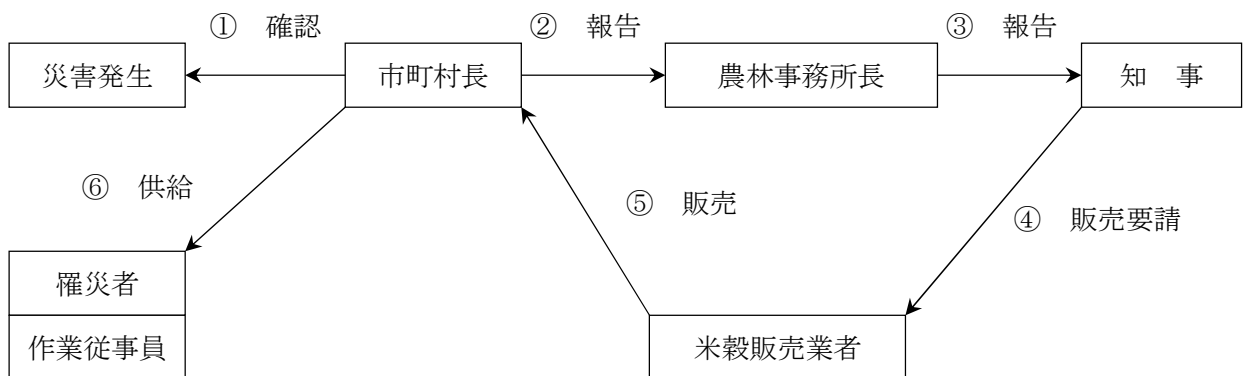 ① 確認
② 報告
③ 報告
災害発生
市町村長
農林事務所長
知 事
⑥ 供給
⑤ 販売
④ 販売要請
罹災者
作業従事員
米穀販売業者